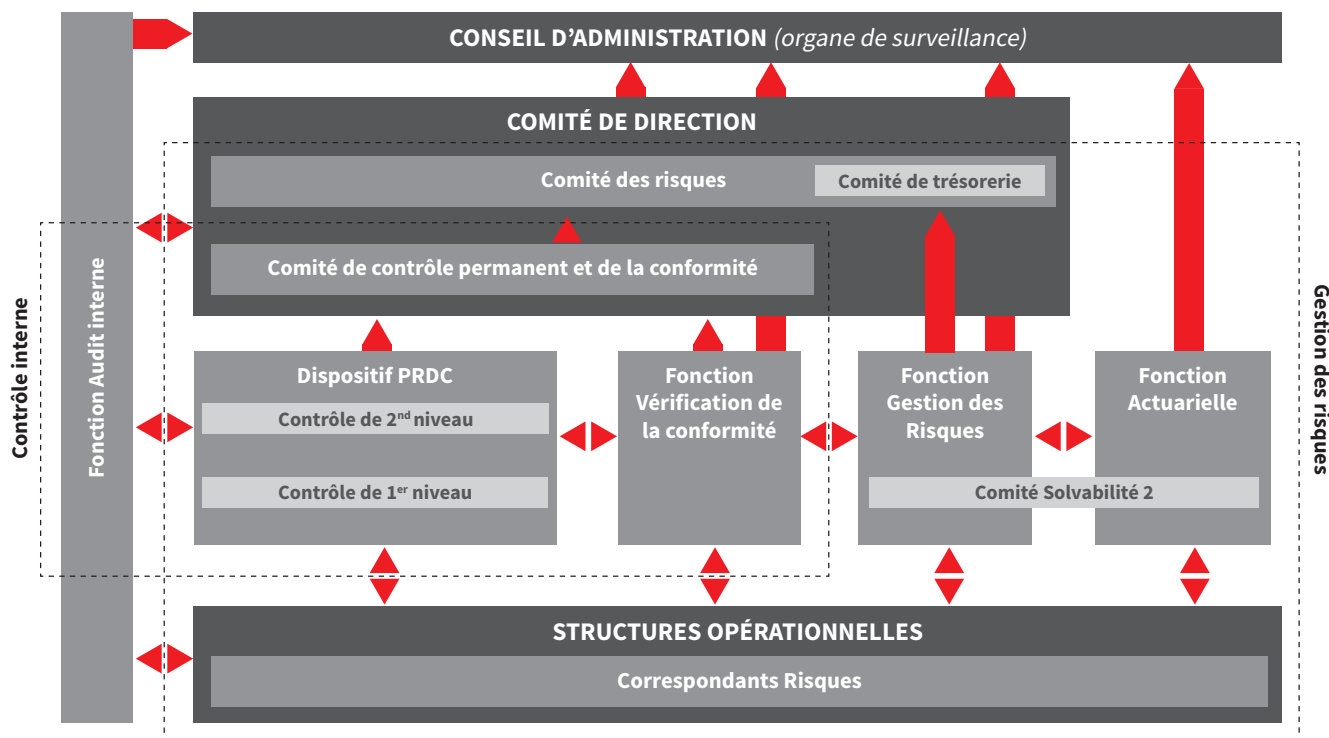 CONSEIL D’ADMINISTRATION (organe de surveillance)
COMITÉ DE DIRECTION
Comité des risques
Comité de trésorerie
Comité de contrôle permanent et de la conformité
Contrôle interne
Fonction Audit interne
Gestion des risques
Dispositif PRDC
Contrôle de 2nd niveau
Contrôle de 1er niveau
Fonction
Vérification de
la conformité
Fonction
Gestion des
Risques
Fonction
Actuarielle
Comité Solvabilité 2
STRUCTURES OPÉRATIONNELLES
Correspondants Risques